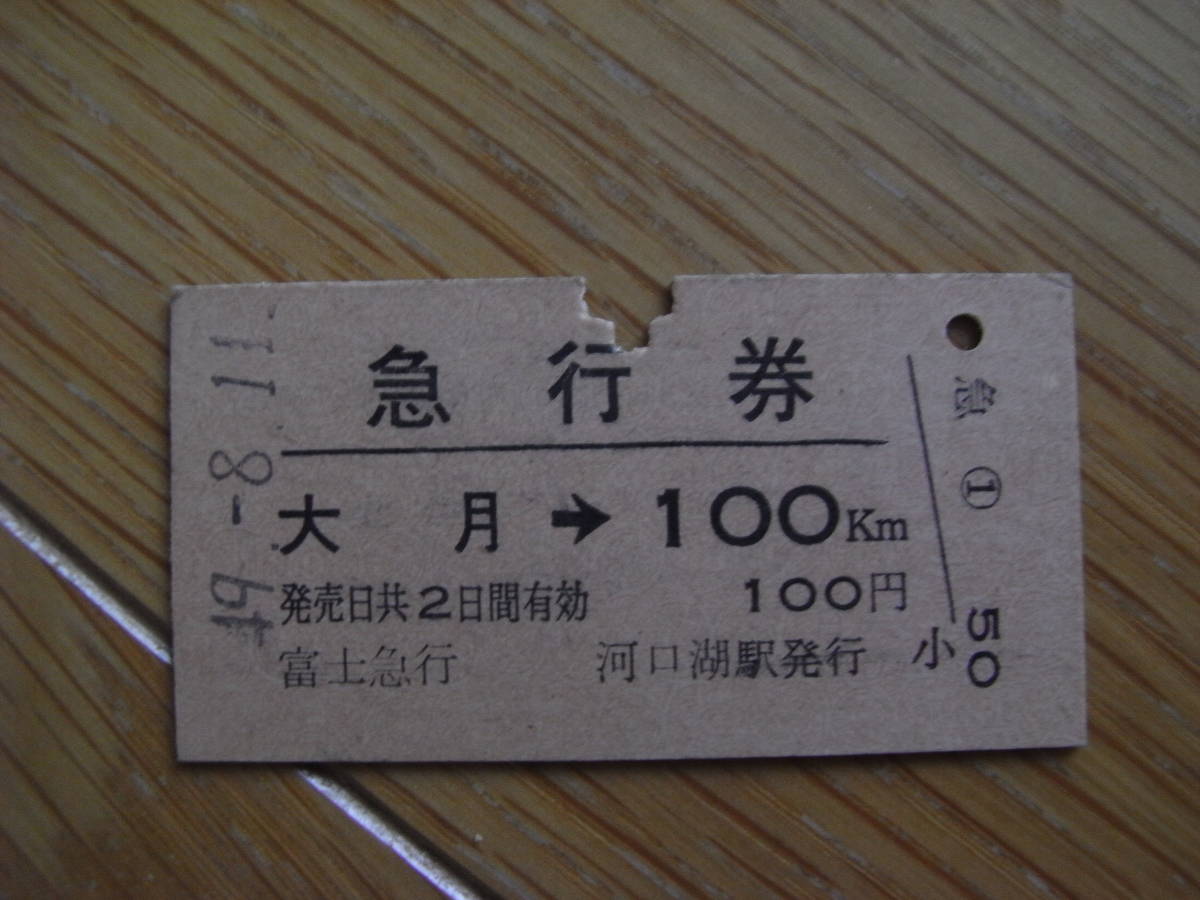 49.-8.11.-
急行券
大月➔100Km
発売日共2日間有効 100円
富士急行 河口湖駅発行
急 ① 
小 50